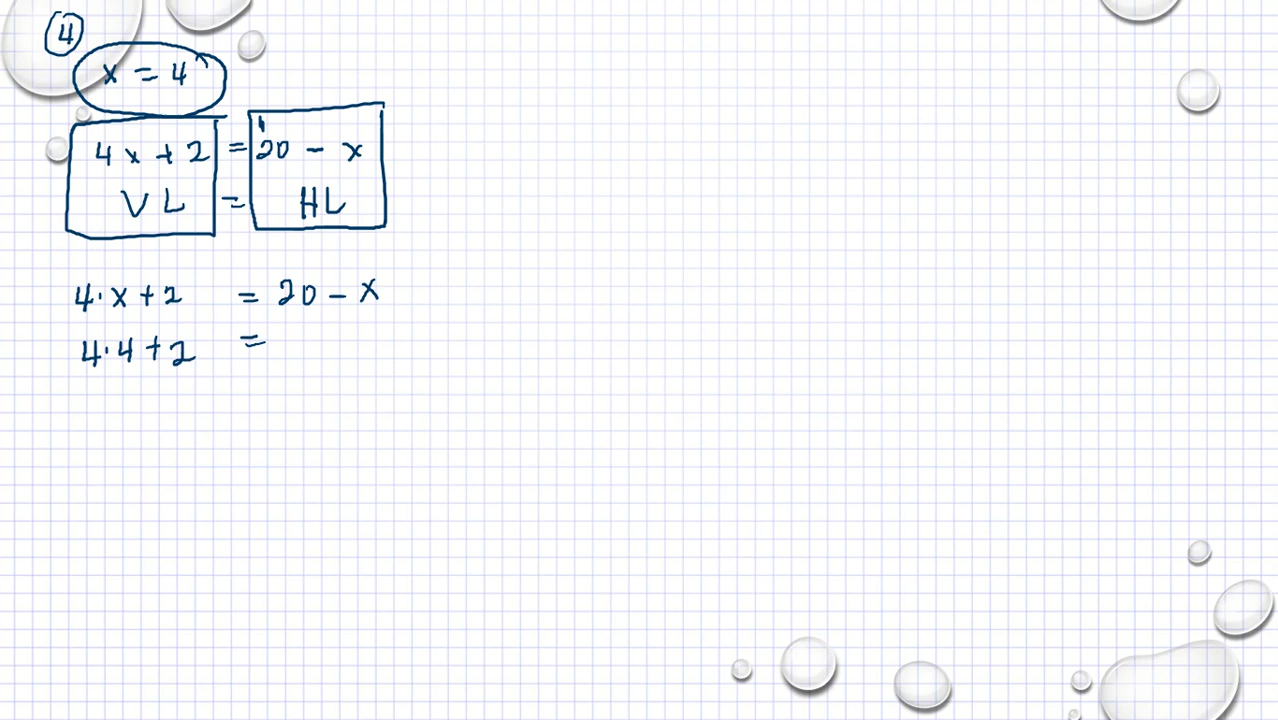 4
x = 4
4x + 2 = 20 - x
VL = HL
4·x + 2 = 20 - x
4·4 + 2 =